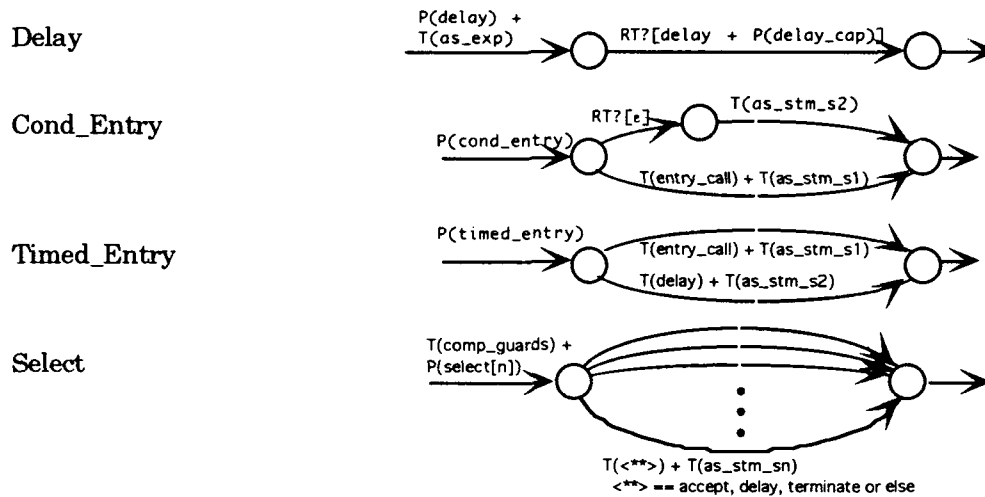 Delay
P(delay) +
T(as_exp)
RT?[delay + P(delay_cap)]
Cond_Entry
P(cond_entry)
RT?[ε]
T(as_stm_s2)
T(entry_call) + T(as_stm_s1)
Timed_Entry
P(timed_entry)
T(entry_call) + T(as_stm_s1)
T(delay) + T(as_stm_s2)
Select
T(comp_guards) +
P(select[n])
T(<**>) + T(as_stm_sn)
<**> == accept, delay, terminate or else